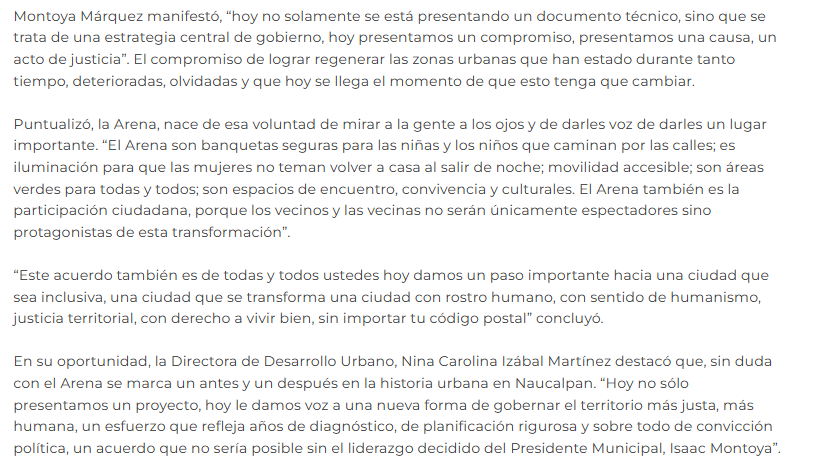 Montoya Márquez manifestó, “hoy no solamente se está presentando un documento técnico, sino que se
trata de una estrategia central de gobierno, hoy presentamos un compromiso, presentamos una causa, un
acto de justicia”. El compromiso de lograr regenerar las zonas urbanas que han estado durante tanto
tiempo, deterioradas, olvidadas y que hoy se llega el momento de que esto tenga que cambiar.
Puntualizó, la Arena, nace de esa voluntad de mirar a la gente a los ojos y de darles voz de darles un lugar
importante. “El Arena son banquetas seguras para las niñas y los niños que caminan por las calles; es
iluminación para que las mujeres no teman volver a casa al salir de noche; movilidad accesible; son áreas
verdes para todas y todos; son espacios de encuentro, convivencia y culturales. El Arena también es la
participación ciudadana, porque los vecinos y las vecinas no serán únicamente espectadores sino
protagonistas de esta transformación”.
“Este acuerdo también es de todas y todos ustedes hoy damos un paso importante hacia una ciudad que
sea inclusiva, una ciudad que se transforma una ciudad con rostro humano, con sentido de humanismo,
justicia territorial, con derecho a vivir bien, sin importar tu código postal” concluyó.
En su oportunidad, la Directora de Desarrollo Urbano, Nina Carolina Izábal Martínez destacó que, sin duda
con el Arena se marca un antes y un después en la historia urbana en Naucalpan. “Hoy no sólo
presentamos un proyecto, hoy le damos voz a una nueva forma de gobernar el territorio más justa, más
humana, un esfuerzo que refleja años de diagnóstico, de planificación rigurosa y sobre todo de convicción
política, un acuerdo que no sería posible sin el liderazgo decidido del Presidente Municipal, Isaac Montoya”.